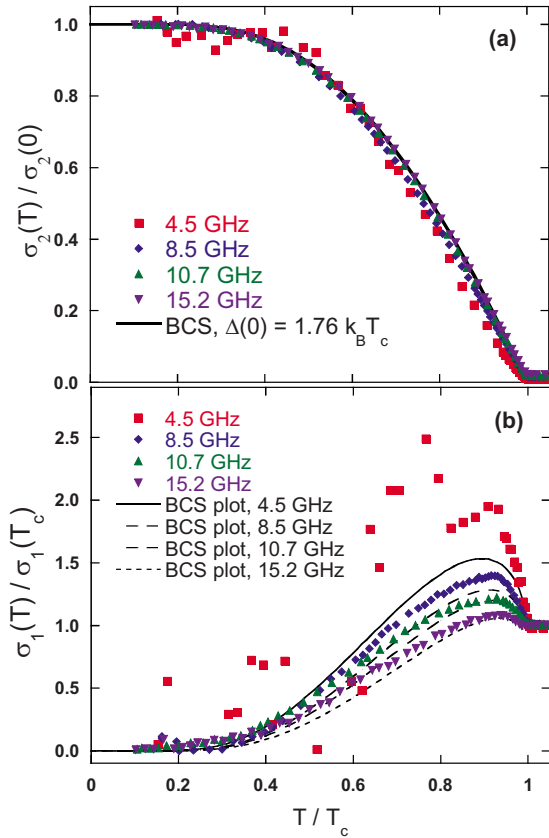 (a)
1.0
0.8
0.6
0.4
0.2
0.0
σ₂(T) / σ₂(0)
4.5 GHz
8.5 GHz
10.7 GHz
15.2 GHz
BCS, Δ(0) = 1.76 k_B T_c
(b)
2.5
2.0
1.5
1.0
0.5
0.0
σ₁(T) / σ₁(T_c)
4.5 GHz
8.5 GHz
10.7 GHz
15.2 GHz
BCS plot, 4.5 GHz
BCS plot, 8.5 GHz
BCS plot, 10.7 GHz
BCS plot, 15.2 GHz
0 0.2 0.4 0.6 0.8 1
T / T_c